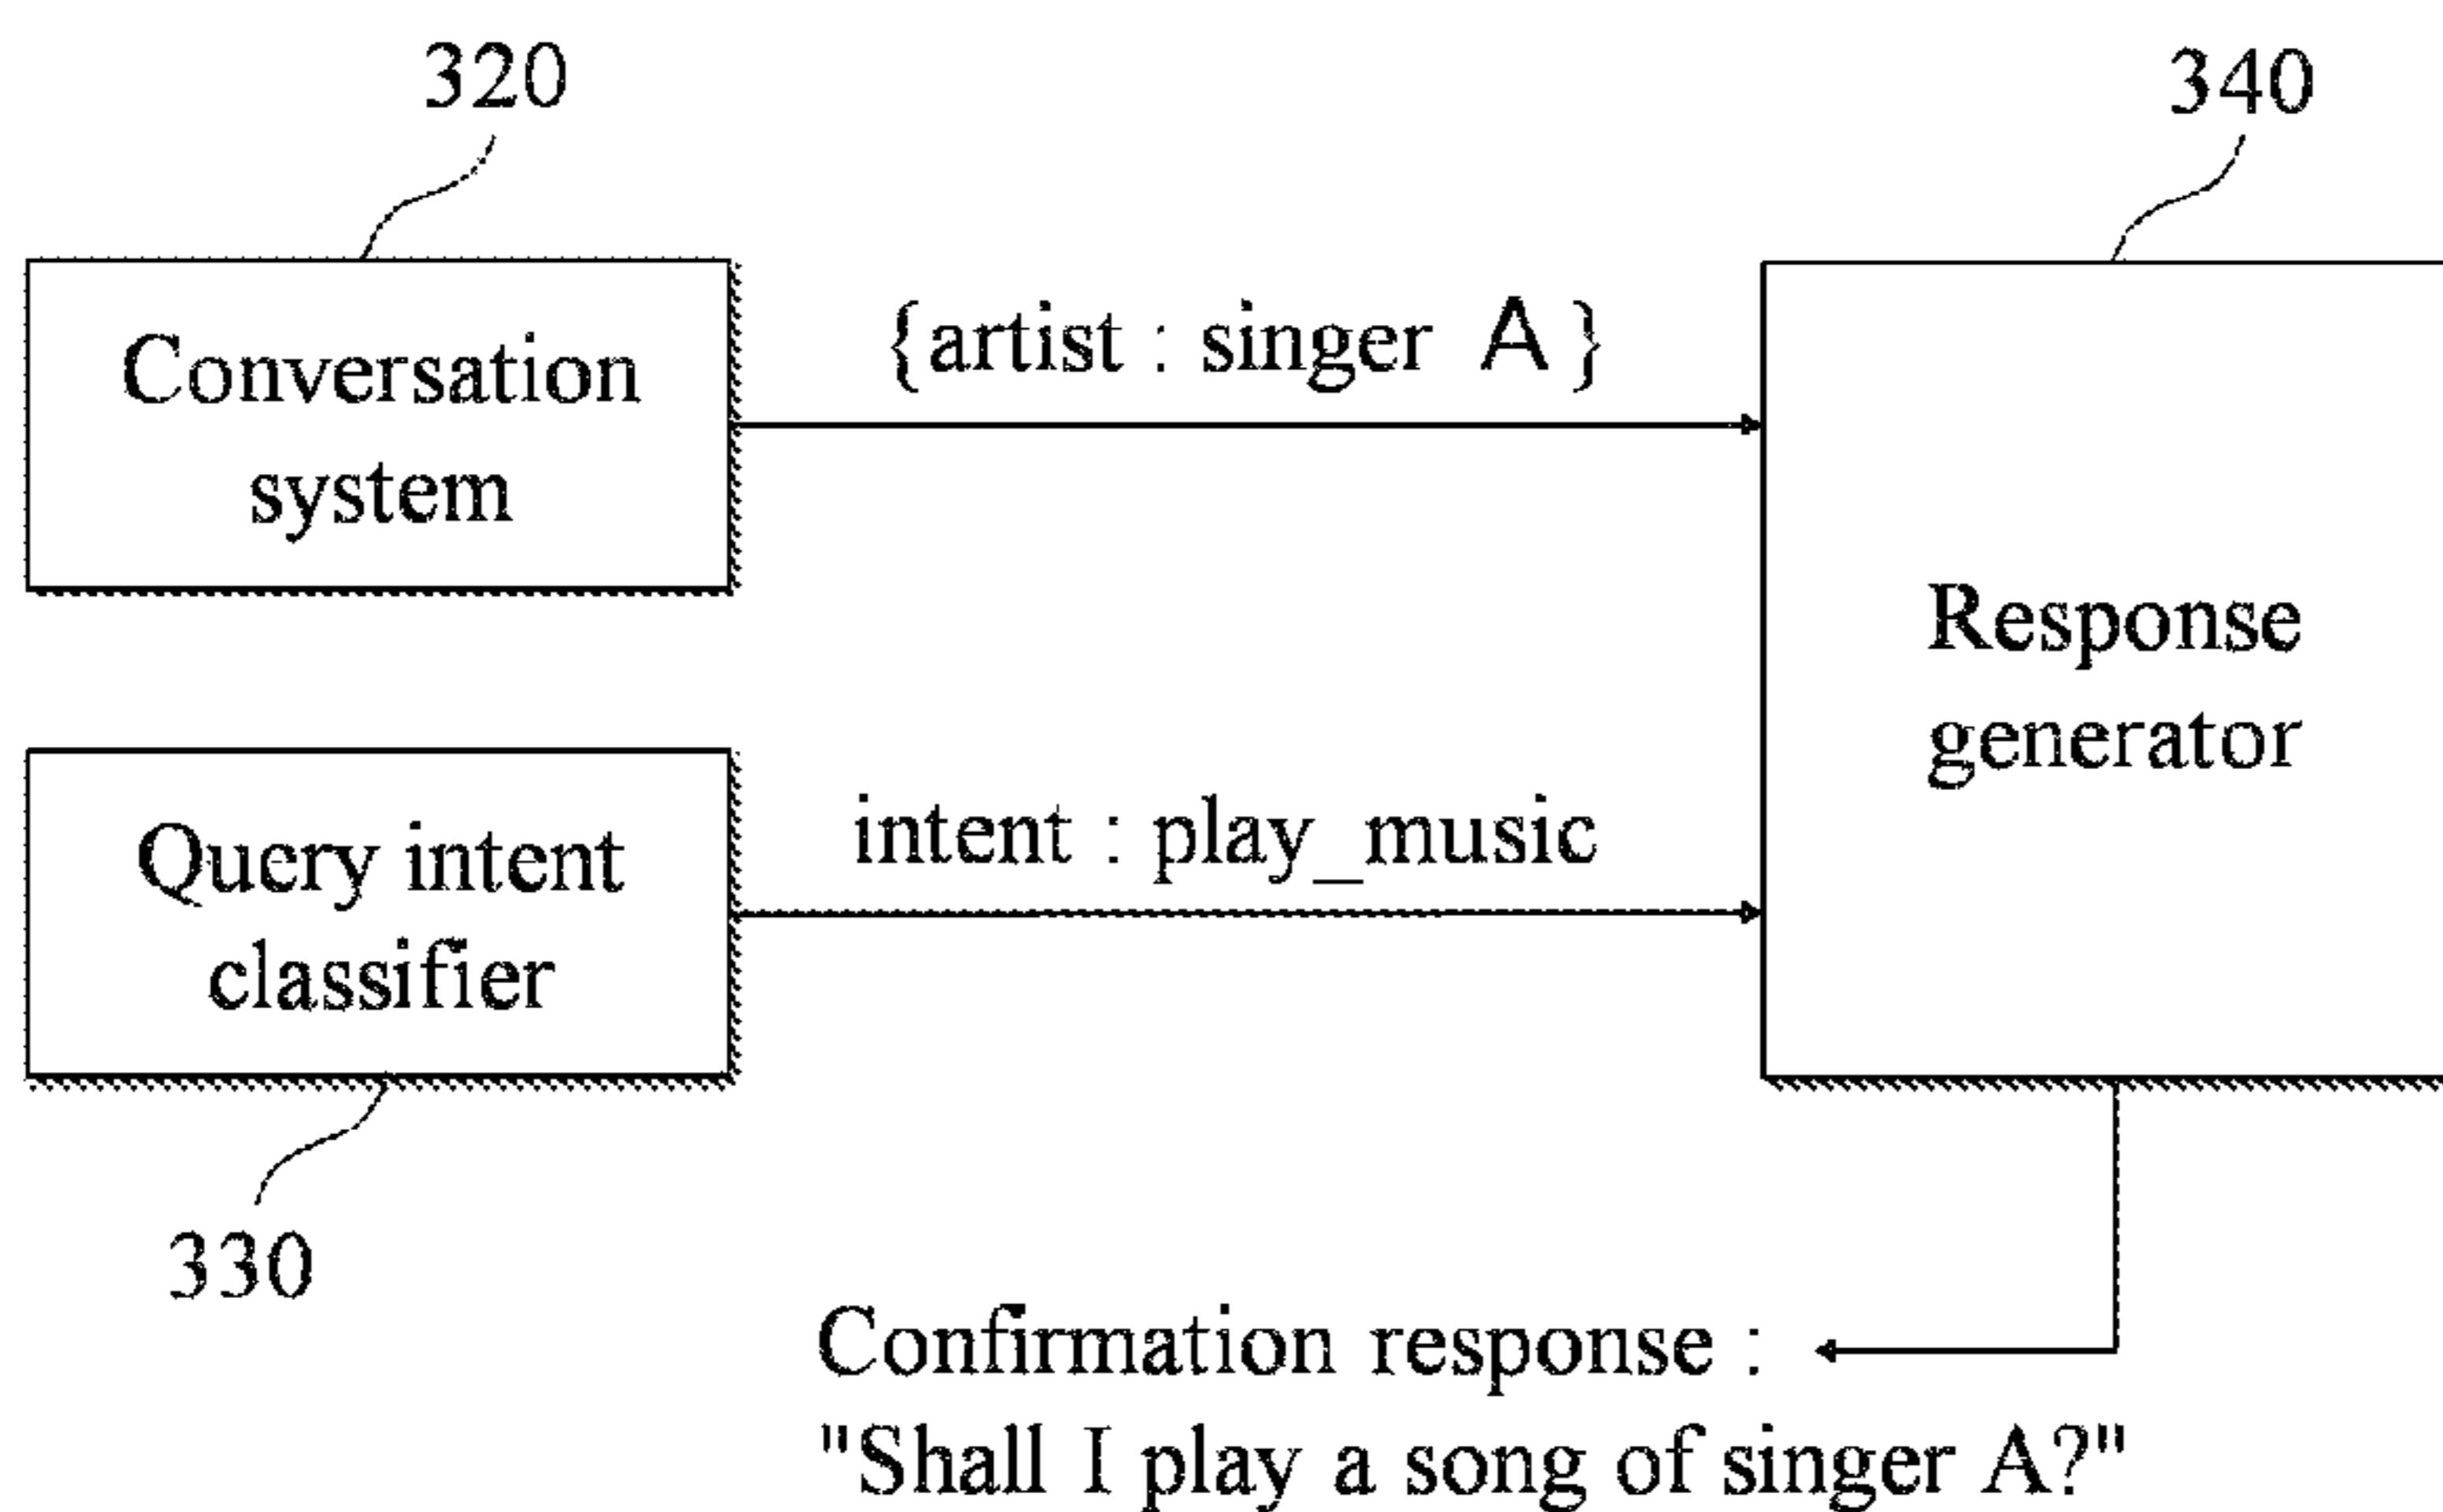 320
340
Conversation
system
{artist : singer A }
Response
generator
Query intent
classifier
intent : play_music
330
Confirmation response :
"Shall I play a song of singer A?"